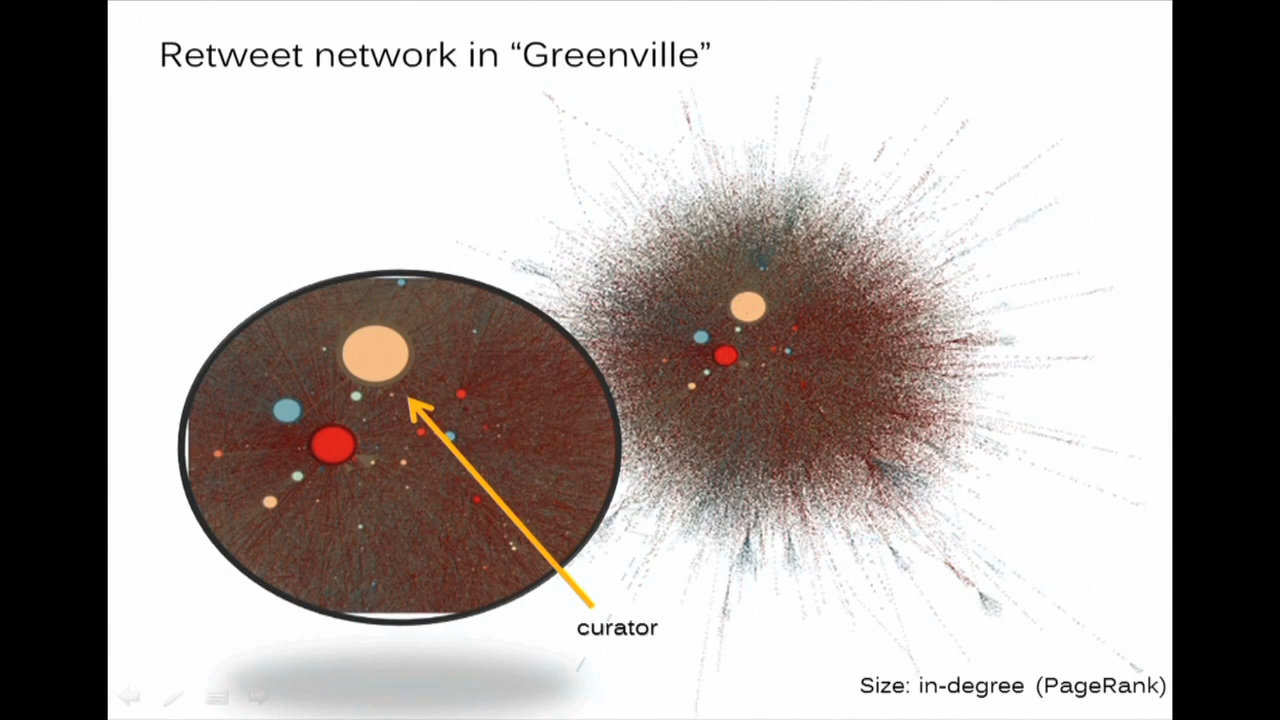 Retweet network in “Greenville”
curator
Size: in-degree (PageRank)